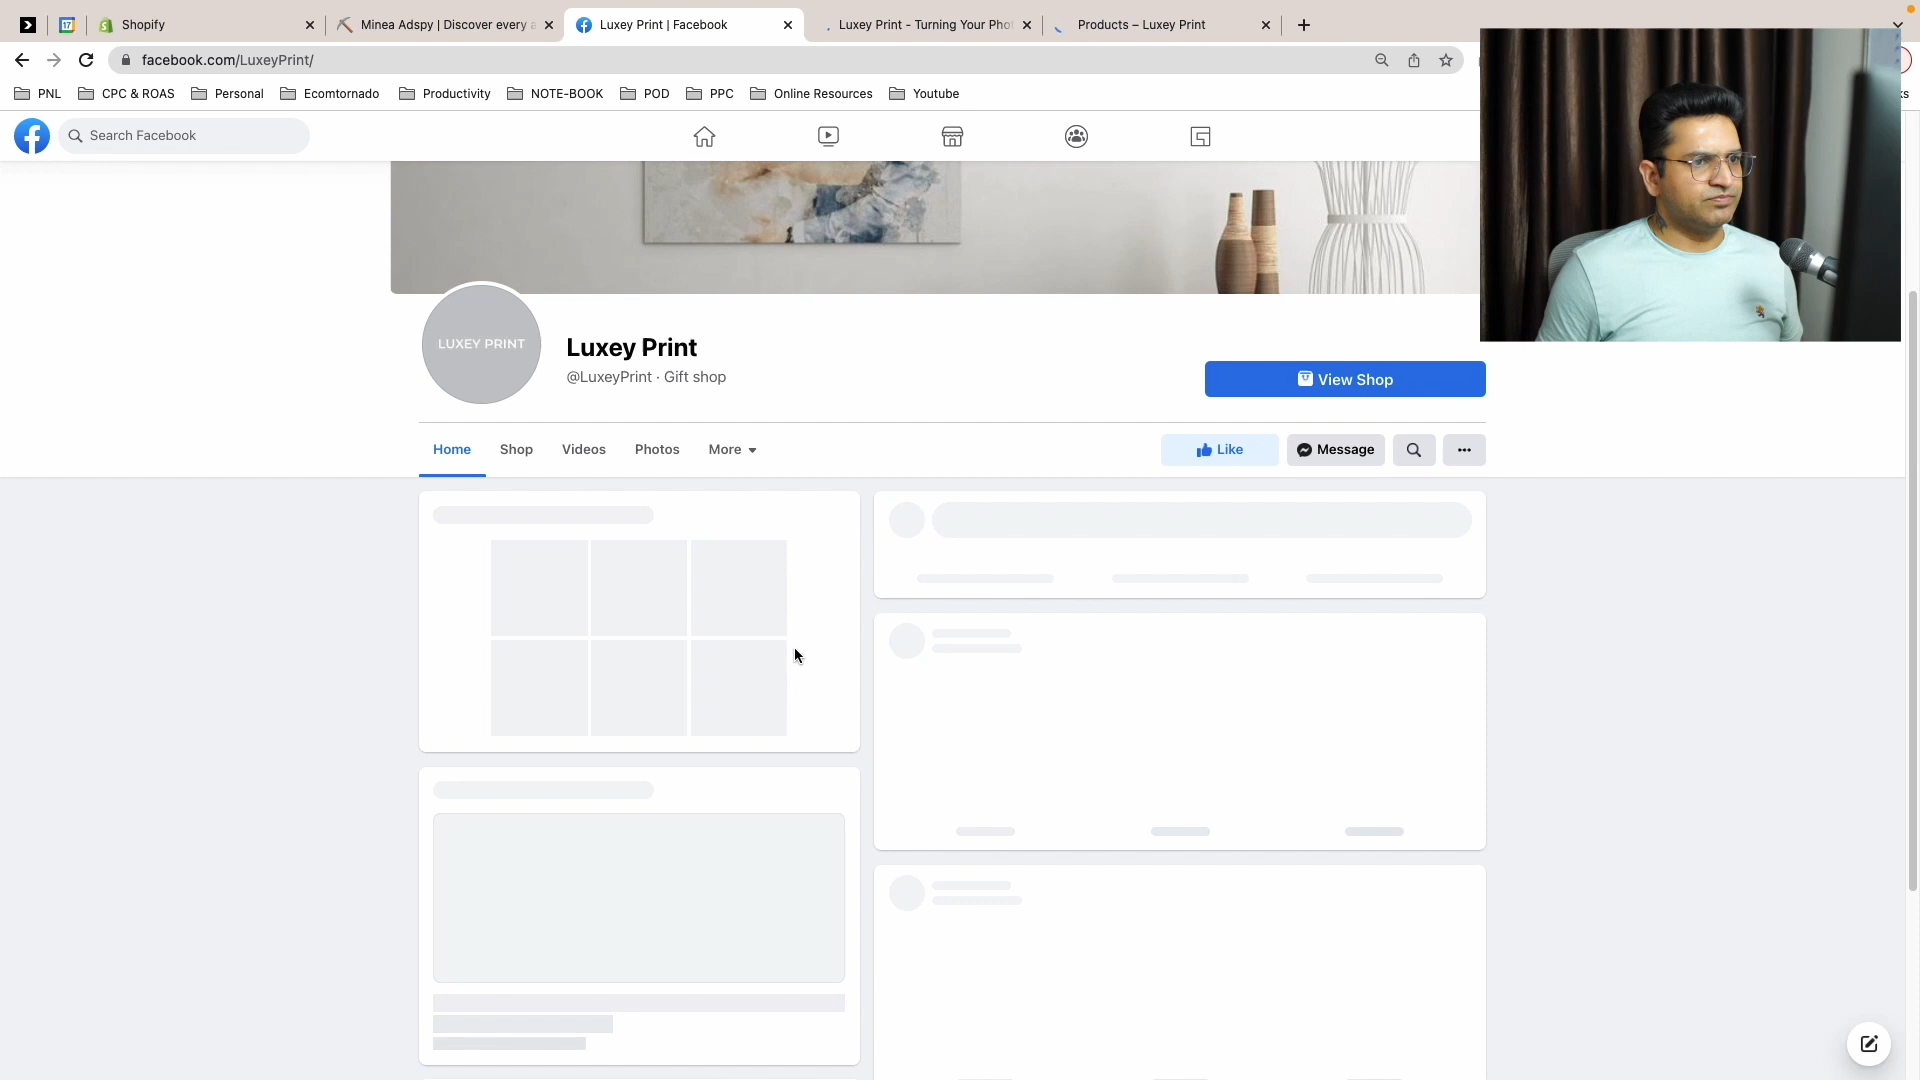 17
Shopify
Minea Adspy | Discover every a
Luxey Print | Facebook
Luxey Print - Turning Your Pho
Products – Luxey Print
facebook.com/LuxeyPrint/
PNL
CPC & ROAS
Personal
Ecomtornado
Productivity
NOTE-BOOK
POD
PPC
Online Resources
Youtube
Search Facebook
LUXEY PRINT
Luxey Print
@LuxeyPrint · Gift shop
View Shop
Home
Shop
Videos
Photos
More
Like
Message